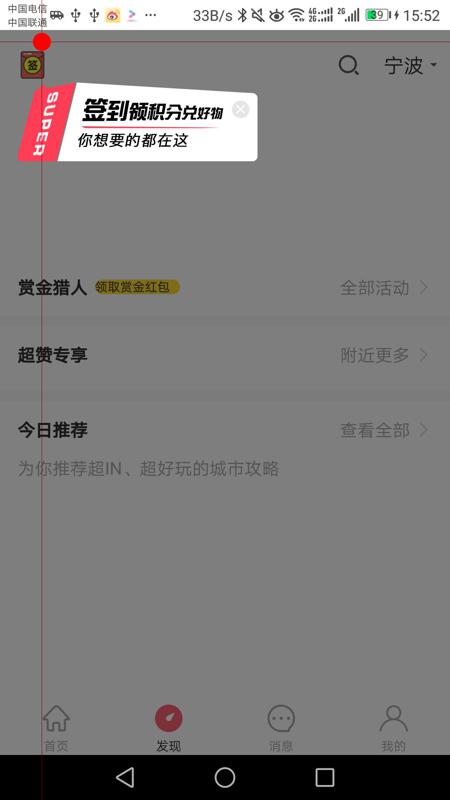 中国电信
中国联通
33B/s
4G
2G
2G
39
15:52
签
宁波
SUPER
签到领积分兑好物
你想要的都在这
赏金猎人
领取赏金红包
全部活动
超赞专享
附近更多
今日推荐
查看全部
为你推荐超IN、超好玩的城市攻略
首页
发现
消息
我的